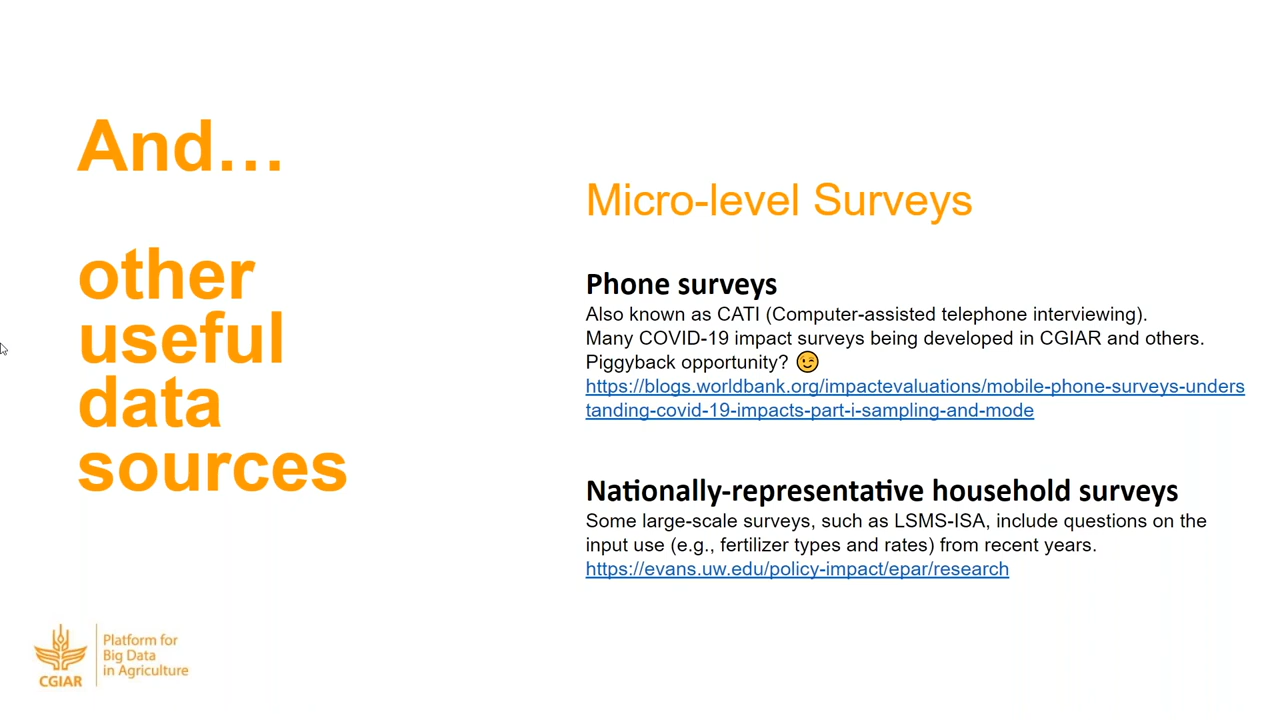 And…
other
useful
data
sources
Micro-level Surveys
Phone surveys
Also known as CATI (Computer-assisted telephone interviewing).
Many COVID-19 impact surveys being developed in CGIAR and others.
Piggyback opportunity? 😉
https://blogs.worldbank.org/impactevaluations/mobile-phone-surveys-unders
tanding-covid-19-impacts-part-i-sampling-and-mode
Nationally-representative household surveys
Some large-scale surveys, such as LSMS-ISA, include questions on the
input use (e.g., fertilizer types and rates) from recent years.
https://evans.uw.edu/policy-impact/epar/research
CGIAR
Platform for
Big Data
in Agriculture